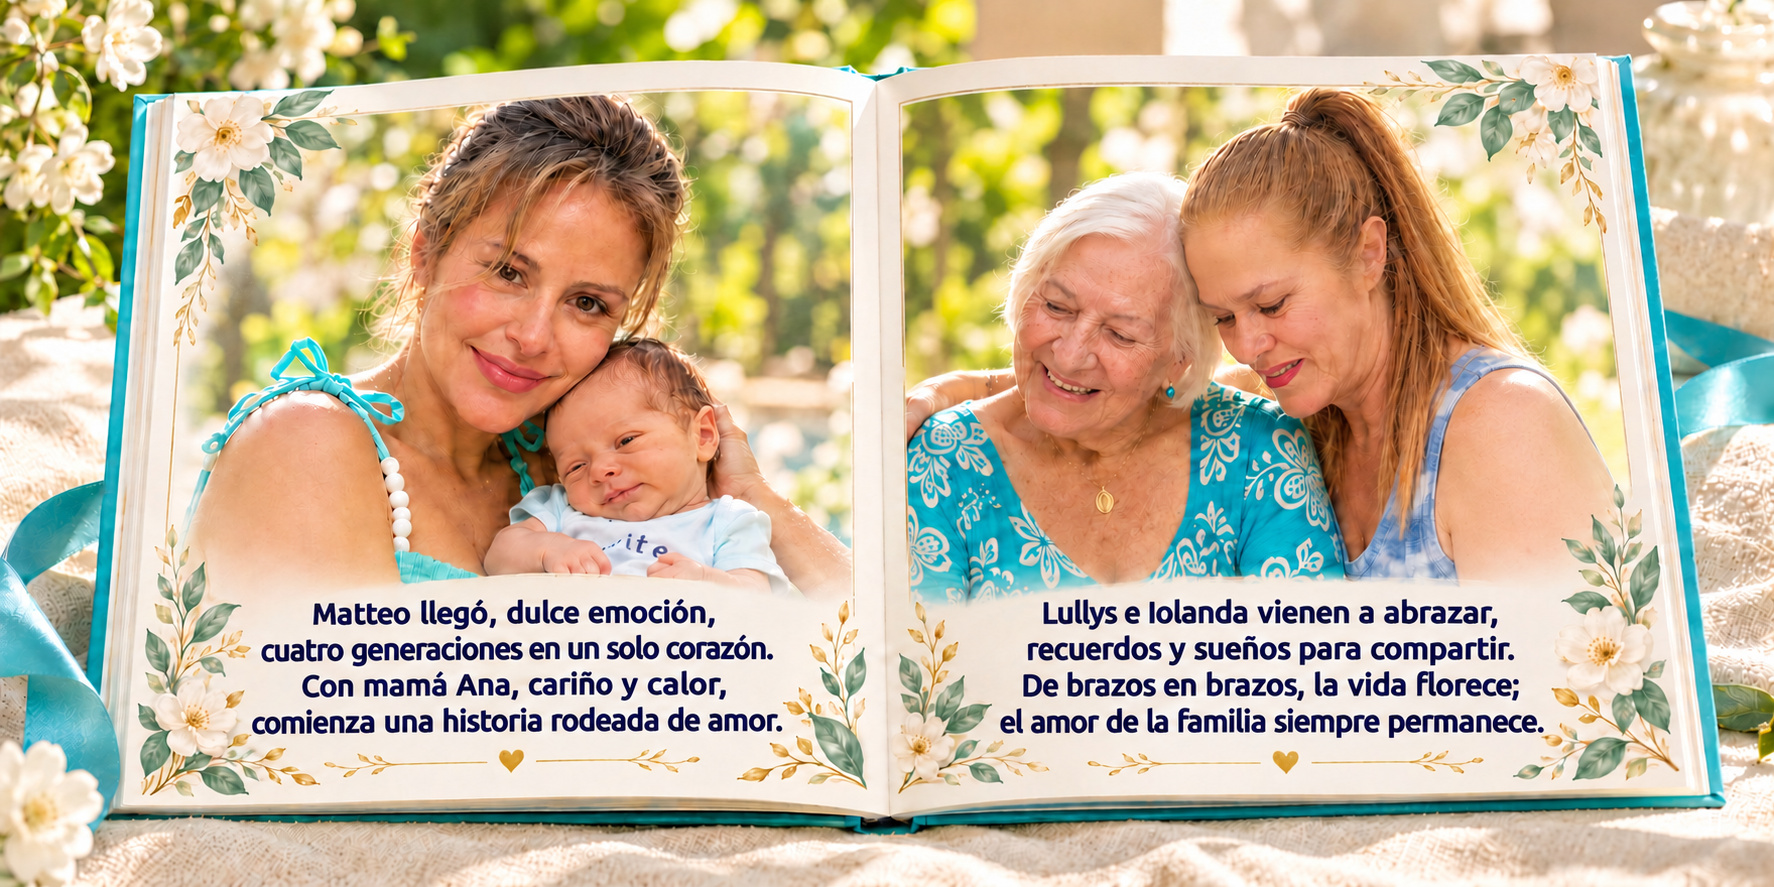 ite
Matteo llegó, dulce emoción,
cuatro generaciones en un solo corazón.
Con mamá Ana, cariño y calor,
comienza una historia rodeada de amor.
Lullys e Iolanda vienen a abrazar,
recuerdos y sueños para compartir.
De brazos en brazos, la vida florece;
el amor de la familia siempre permanece.